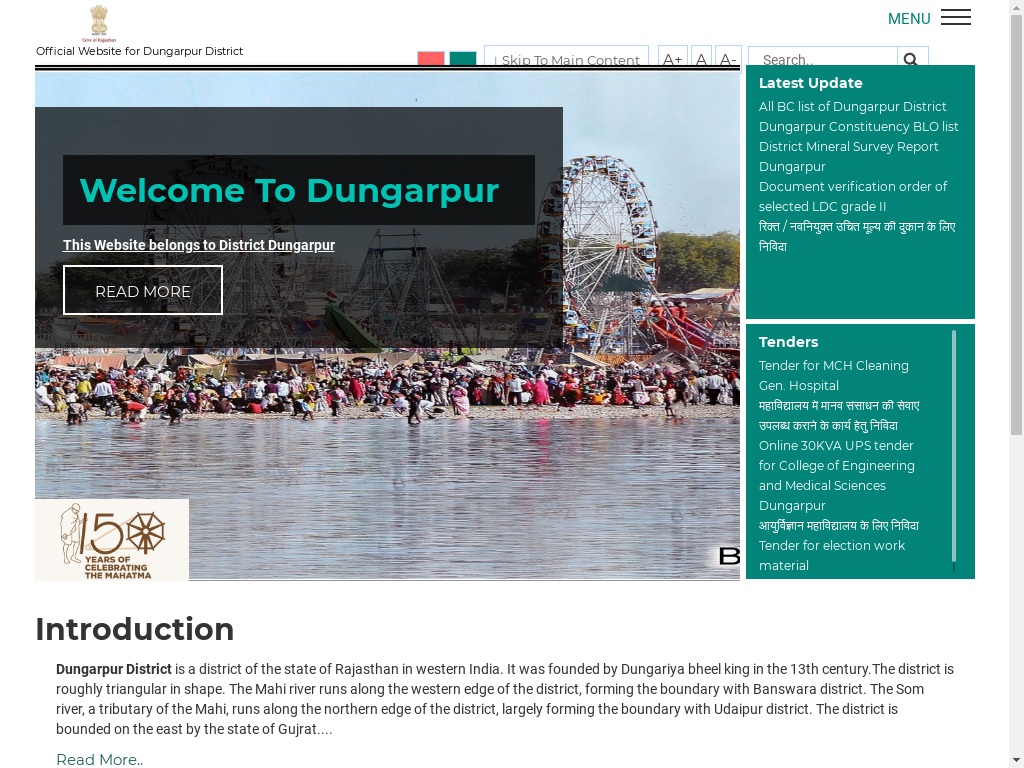 MENU
Govt of Rajasthan
Official Website for Dungarpur District
| Skip To Main Content
A+
A
A-
Search..
Welcome To Dungarpur
This Website belongs to District Dungarpur
READ MORE
150
YEARS OF
CELEBRATING
THE MAHATMA
B
Latest Update
All BC list of Dungarpur District
Dungarpur Constituency BLO list
District Mineral Survey Report
Dungarpur
Document verification order of
selected LDC grade II
रिक्त / नवनियुक्त उचित मूल्य की दुकान के लिए
निविदा
Tenders
Tender for MCH Cleaning
Gen. Hospital
महाविद्यालय में मानव संसाधन की सेवाएं
उपलब्ध कराने के कार्य हेतु निविदा
Online 30KVA UPS tender
for College of Engineering
and Medical Sciences
Dungarpur
आयुर्विज्ञान महाविद्यालय के लिए निविदा
Tender for election work
material
Introduction
Dungarpur District is a district of the state of Rajasthan in western India. It was founded by Dungariya bheel king in the 13th century.The district is
roughly triangular in shape. The Mahi river runs along the western edge of the district, forming the boundary with Banswara district. The Som
river, a tributary of the Mahi, runs along the northern edge of the district, largely forming the boundary with Udaipur district. The district is
bounded on the east by the state of Gujrat....
Read More..